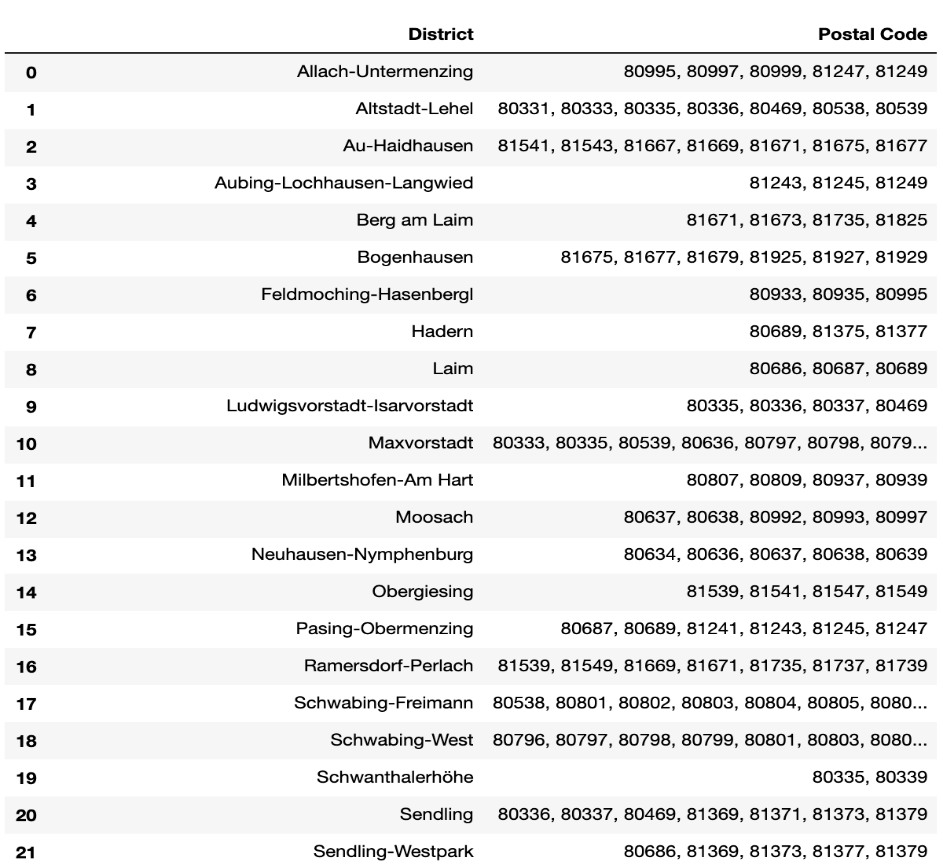 District Postal Code
0 Allach-Untermenzing 80995, 80997, 80999, 81247, 81249
1 Altstadt-Lehel 80331, 80333, 80335, 80336, 80469, 80538, 80539
2 Au-Haidhausen 81541, 81543, 81667, 81669, 81671, 81675, 81677
3 Aubing-Lochhausen-Langwied 81243, 81245, 81249
4 Berg am Laim 81671, 81673, 81735, 81825
5 Bogenhausen 81675, 81677, 81679, 81925, 81927, 81929
6 Feldmoching-Hasenbergl 80933, 80935, 80995
7 Hadern 80689, 81375, 81377
8 Laim 80686, 80687, 80689
9 Ludwigsvorstadt-Isarvorstadt 80335, 80336, 80337, 80469
10 Maxvorstadt 80333, 80335, 80539, 80636, 80797, 80798, 8079...
11 Milbertshofen-Am Hart 80807, 80809, 80937, 80939
12 Moosach 80637, 80638, 80992, 80993, 80997
13 Neuhausen-Nymphenburg 80634, 80636, 80637, 80638, 80639
14 Obergiesing 81539, 81541, 81547, 81549
15 Pasing-Obermenzing 80687, 80689, 81241, 81243, 81245, 81247
16 Ramersdorf-Perlach 81539, 81549, 81669, 81671, 81735, 81737, 81739
17 Schwabing-Freimann 80538, 80801, 80802, 80803, 80804, 80805, 8080...
18 Schwabing-West 80796, 80797, 80798, 80799, 80801, 80803, 8080...
19 Schwanthalerhöhe 80335, 80339
20 Sendling 80336, 80337, 80469, 81369, 81371, 81373, 81379
21 Sendling-Westpark 80686, 81369, 81373, 81377, 81379